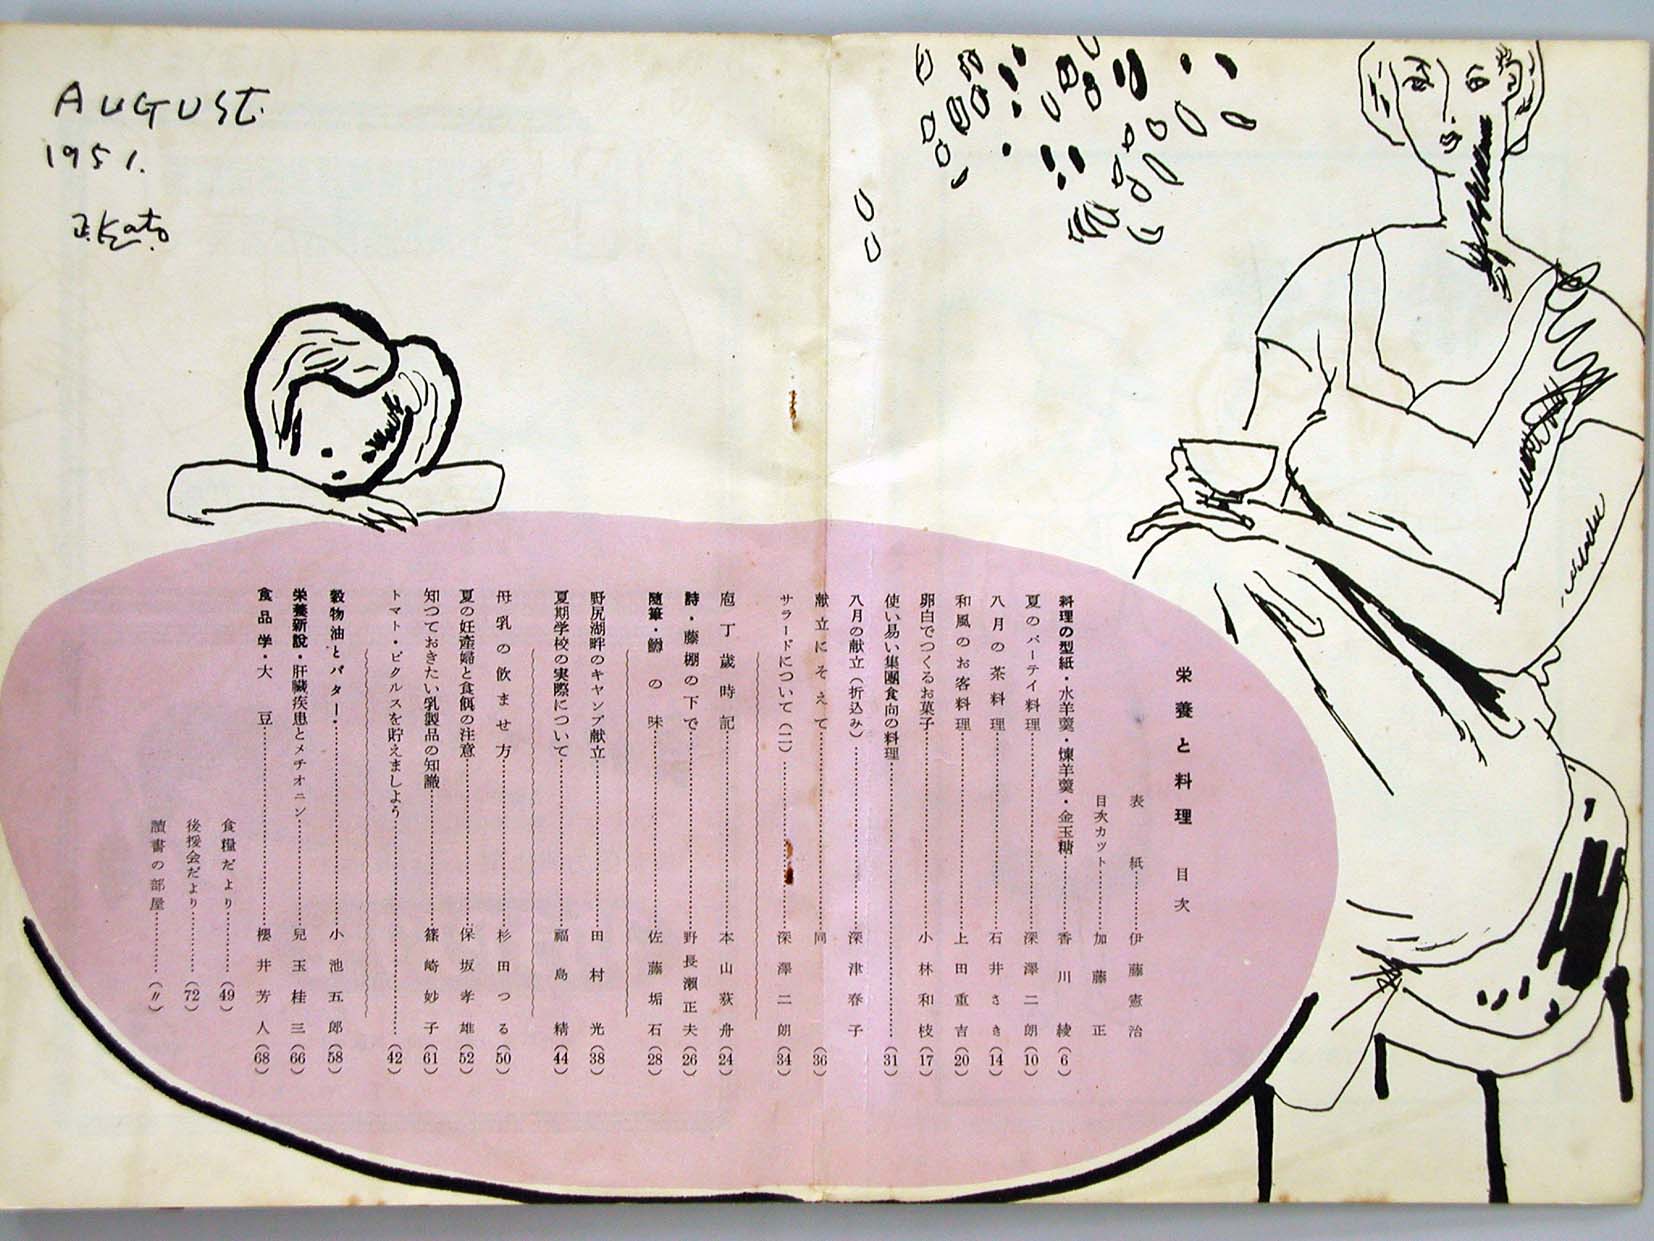 AUGUST.
1951.
栄養と料理 目次
表紙……伊藤憲治
目次カット……加藤正
料理の型紙・水羊羹・煉羊羹・金玉糖……香川綾(6)
夏のパーテイ料理……深澤二朗(10)
八月の茶料理……石井さき(14)
和風のお客料理……上田重吉(20)
卵白でつくるお菓子……小林和枝(17)
使い易い集團食向の料理……(31)
八月の献立(折込み)……深津春子
献立にそえて……同(36)
サラードについて(二)……深澤二朗(34)
庖丁歳時記……本山荻舟(24)
詩・藤棚の下で……野長瀬正夫(26)
随筆・鱒の味……佐藤垢石(28)
野尻湖畔のキャンプ献立……田村光(38)
夏期学校の実際について……福島精(44)
母乳の飲ませ方……杉田つる(50)
夏の妊産婦と食餌の注意……保坂孝雄(52)
知つておきたい乳製品の知識……篠崎妙子(61)
トマト・ピクルスを貯えましよう……(42)
穀物油とバター・……小池五郎(58)
栄養新説・肝臓疾患とメチオニン……兒玉桂三(66)
食品学・大豆……櫻井芳人(68)
食糧だより……(49)
後援会だより……(72)
讀書の部屋……(〃)